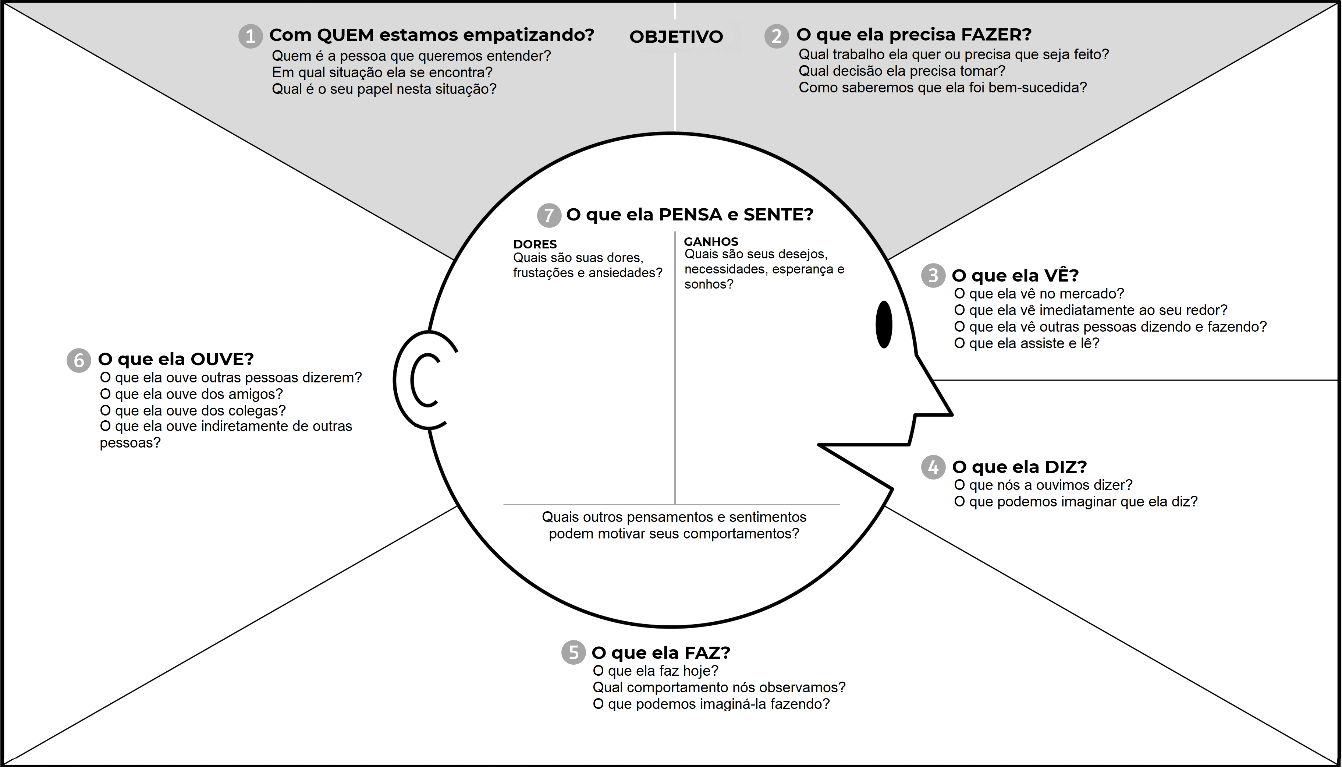 1 Com QUEM estamos empatizando?
Quem é a pessoa que queremos entender?
Em qual situação ela se encontra?
Qual é o seu papel nesta situação?
OBJETIVO
2 O que ela precisa FAZER?
Qual trabalho ela quer ou precisa que seja feito?
Qual decisão ela precisa tomar?
Como saberemos que ela foi bem-sucedida?
3 O que ela VÊ?
O que ela vê no mercado?
O que ela vê imediatamente ao seu redor?
O que ela vê outras pessoas dizendo e fazendo?
O que ela assiste e lê?
4 O que ela DIZ?
O que nós a ouvimos dizer?
O que podemos imaginar que ela diz?
5 O que ela FAZ?
O que ela faz hoje?
Qual comportamento nós observamos?
O que podemos imaginá-la fazendo?
6 O que ela OUVE?
O que ela ouve outras pessoas dizerem?
O que ela ouve dos amigos?
O que ela ouve dos colegas?
O que ela ouve indiretamente de outras
pessoas?
7 O que ela PENSA e SENTE?
DORES
Quais são suas dores,
frustações e ansiedades?
GANHOS
Quais são seus desejos,
necessidades, esperança e
sonhos?
Quais outros pensamentos e sentimentos
podem motivar seus comportamentos?